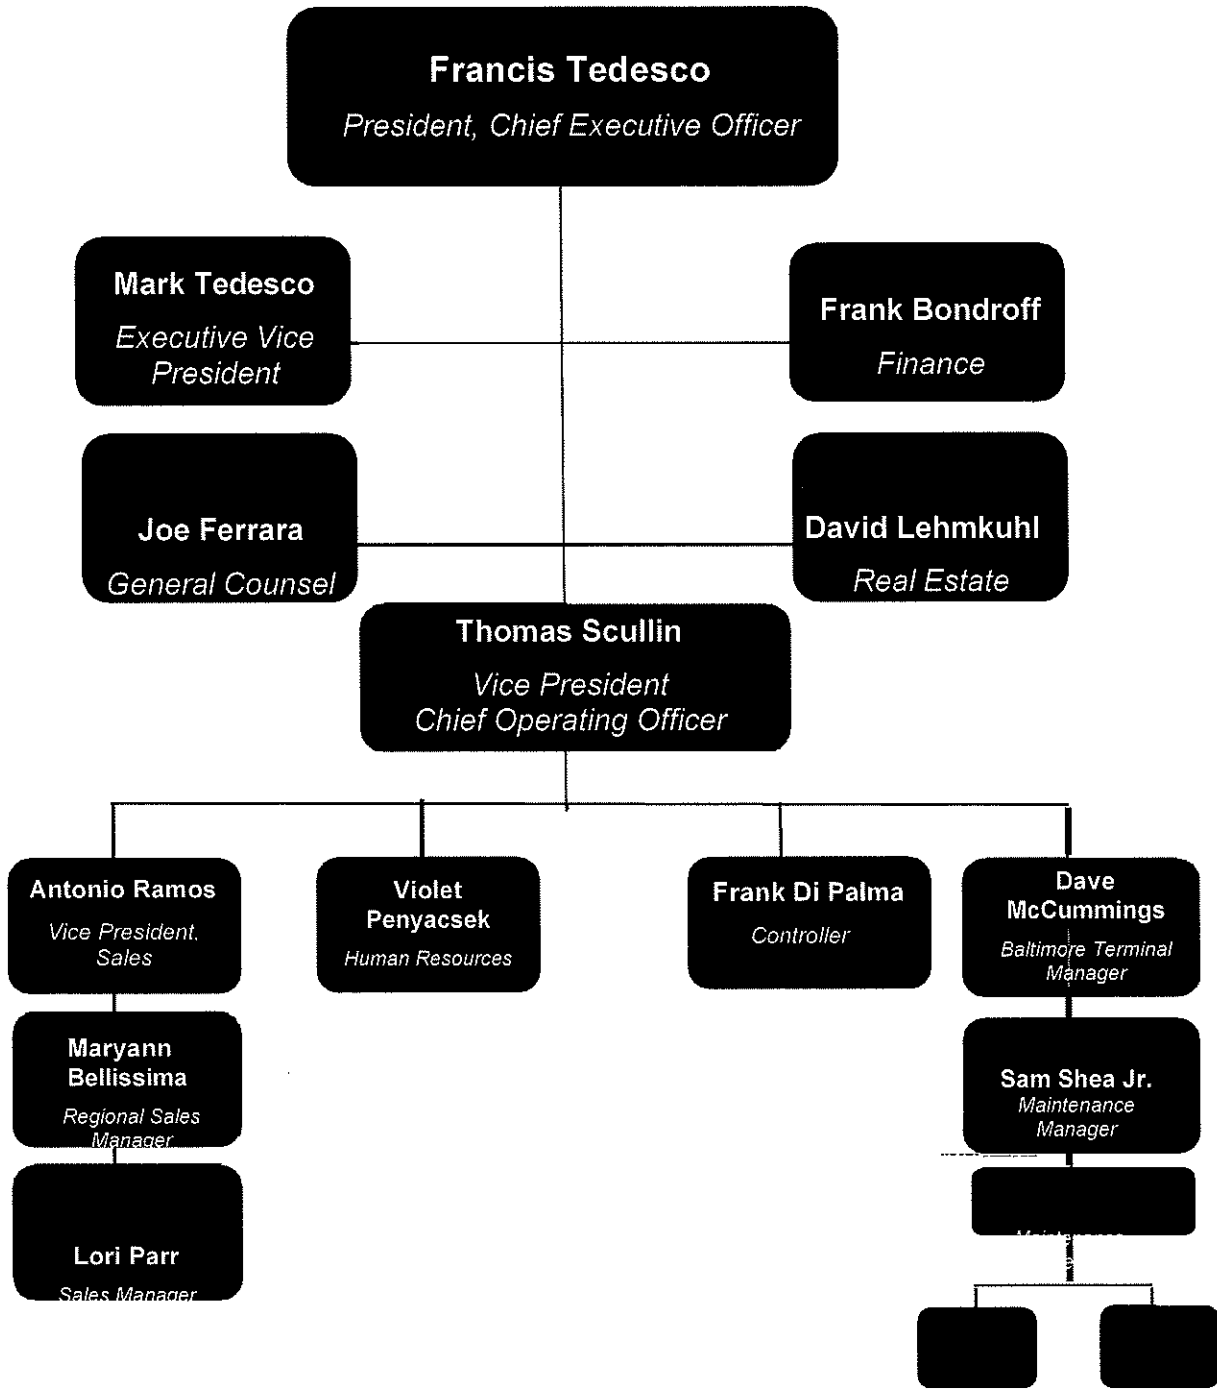 Francis Tedesco
President, Chief Executive Officer
Mark Tedesco
Executive Vice
President
Frank Bondroff
Finance
Joe Ferrara
General Counsel
David Lehmkuhl
Real Estate
Thomas Scullin
Vice President
Chief Operating Officer
Antonio Ramos
Vice President,
Sales
Violet
Penyacsek
Human Resources
Frank Di Palma
Controller
Dave
McCummings
Baltimore Terminal
Manager
Maryann
Bellissima
Regional Sales
Manager
Sam Shea Jr.
Maintenance
Manager
Lori Parr
Sales Manager
Maintenance